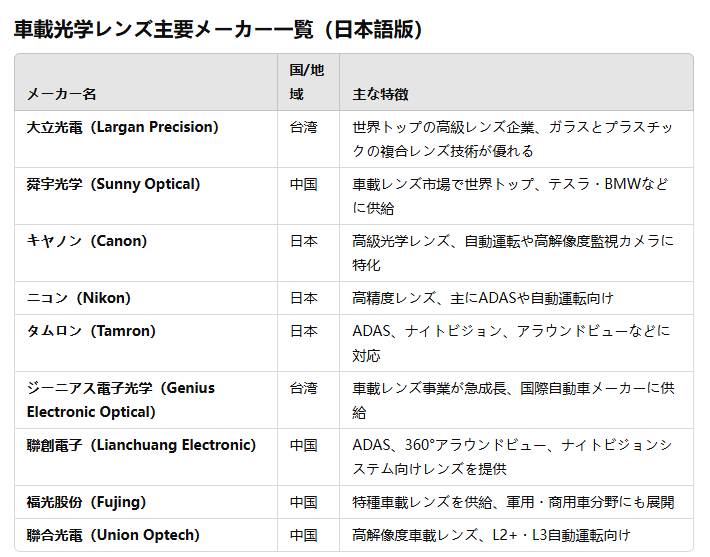 車載光学レンズ主要メーカー一覧（日本語版）
メーカー名
国/地
域
主な特徴
大立光電（Largan Precision）
台湾
世界トップの高級レンズ企業、ガラスとプラスチッ
クの複合レンズ技術が優れる
舜宇光学（Sunny Optical）
中国
車載レンズ市場で世界トップ、テスラ・BMWなど
に供給
キヤノン（Canon）
日本
高級光学レンズ、自動運転や高解像度監視カメラに
特化
ニコン（Nikon）
日本
高精度レンズ、主にADASや自動運転向け
タムロン（Tamron）
日本
ADAS、ナイトビジョン、アラウンドビューなどに
対応
ジーニアス電子光学（Genius
Electronic Optical）
台湾
車載レンズ事業が急成長、国際自動車メーカーに供
給
聯創電子（Lianchuang Electronic）
中国
ADAS、360°アラウンドビュー、ナイトビジョンシ
ステム向けレンズを提供
福光股份（Fujing）
中国
特種車載レンズを供給、軍用・商用車分野にも展開
聯合光電（Union Optech）
中国
高解像度車載レンズ、L2+・L3自動運転向け